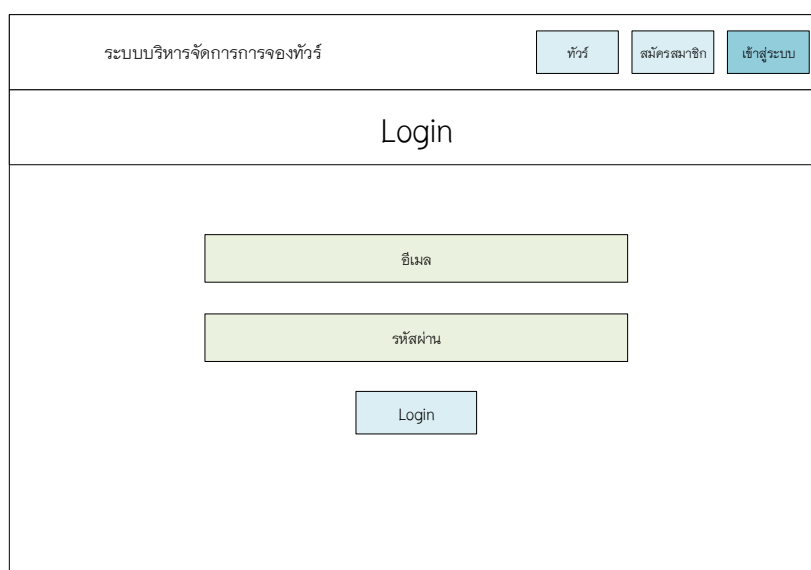 ระบบบริหารจัดการการจองทัวร์
ทัวร์
สมัครสมาชิก
เข้าสู่ระบบ
Login
อีเมล
รหัสผ่าน
Login